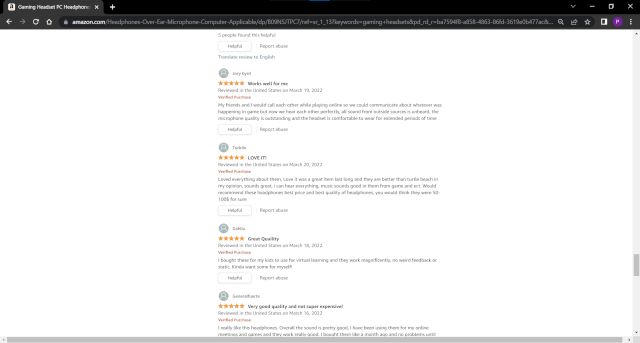 Gaming Headset PC Headphone
amazon.com/Headphones-Over-Ear-Microphone-Computer-Applicable/dp/B09NSJTPC7/ref=sr_1_13?keywords=gaming+headsets&pd_rd_r=ba7594f8-a858-4863-86fd-3619e0b477ac&...
5 people found this helpful
Helpful
Report abuse
Translate review to English
Works well for me
Reviewed in the United States on March 19, 2022
Verified Purchase
My friends and I would call each other while playing online so we could communicate about whatever was
happening in game but now we hear each other perfectly, all sound from outside sources is unheard, the
microphone quality is outstanding and the headset is comfortable to wear for extended periods of time
Helpful
Report abuse
LOVE IT!
Reviewed in the United States on March 20, 2022
Verified Purchase
Loved everything about them, Love it was a great item last long and they are better than turtle beach in
my opinion, sounds great, i can hear everything, music sounds good in them from game and ect. Would
recommend these headphones best price and best quality of headphones, you would think they were 50-
100$ for sure
Helpful
Report abuse
Dahlia
Great Quality
Reviewed in the United States on March 18, 2022
Verified Purchase
I bought these for my kids to use for virtual learning and they work magnificently, no weird feedback or
static. Kinda want some for myself!
Helpful
Report abuse
Very good quality and not super expensive!
Reviewed in the United States on March 16, 2022
Verified Purchase
I really like this headphones. Overall the sound is pretty good. I have been using them for my online
meetings and games and they work really good. I bought them like a month ago and no problems until